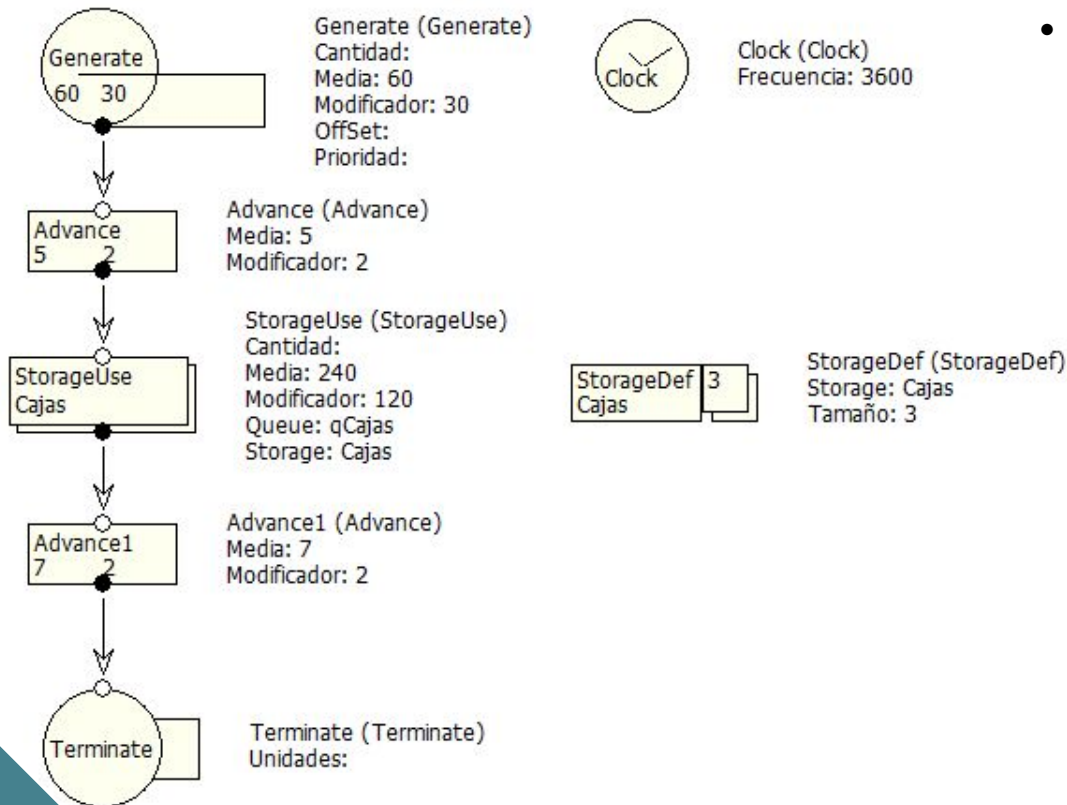 Generate
60 30
Generate (Generate)
Cantidad:
Media: 60
Modificador: 30
OffSet:
Prioridad:
Clock
Clock (Clock)
Frecuencia: 3600
•
Advance
5 2
Advance (Advance)
Media: 5
Modificador: 2
StorageUse
Cajas
StorageUse (StorageUse)
Cantidad:
Media: 240
Modificador: 120
Queue: qCajas
Storage: Cajas
StorageDef 3
Cajas
StorageDef (StorageDef)
Storage: Cajas
Tamaño: 3
Advance1
7 2
Advance1 (Advance)
Media: 7
Modificador: 2
Terminate
Terminate (Terminate)
Unidades: